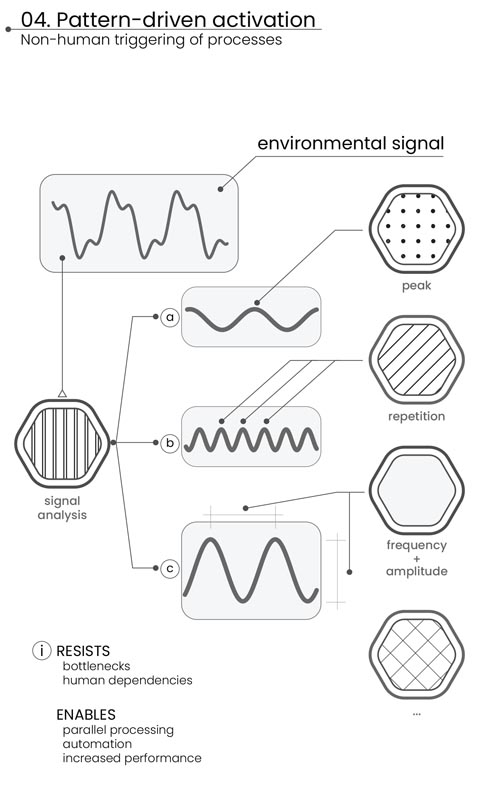 04. Pattern-driven activation
Non-human triggering of processes
environmental signal
peak
a
repetition
b
signal
analysis
frequency
+
amplitude
c
i RESISTS
bottlenecks
human dependencies
...
ENABLES
parallel processing
automation
increased performance